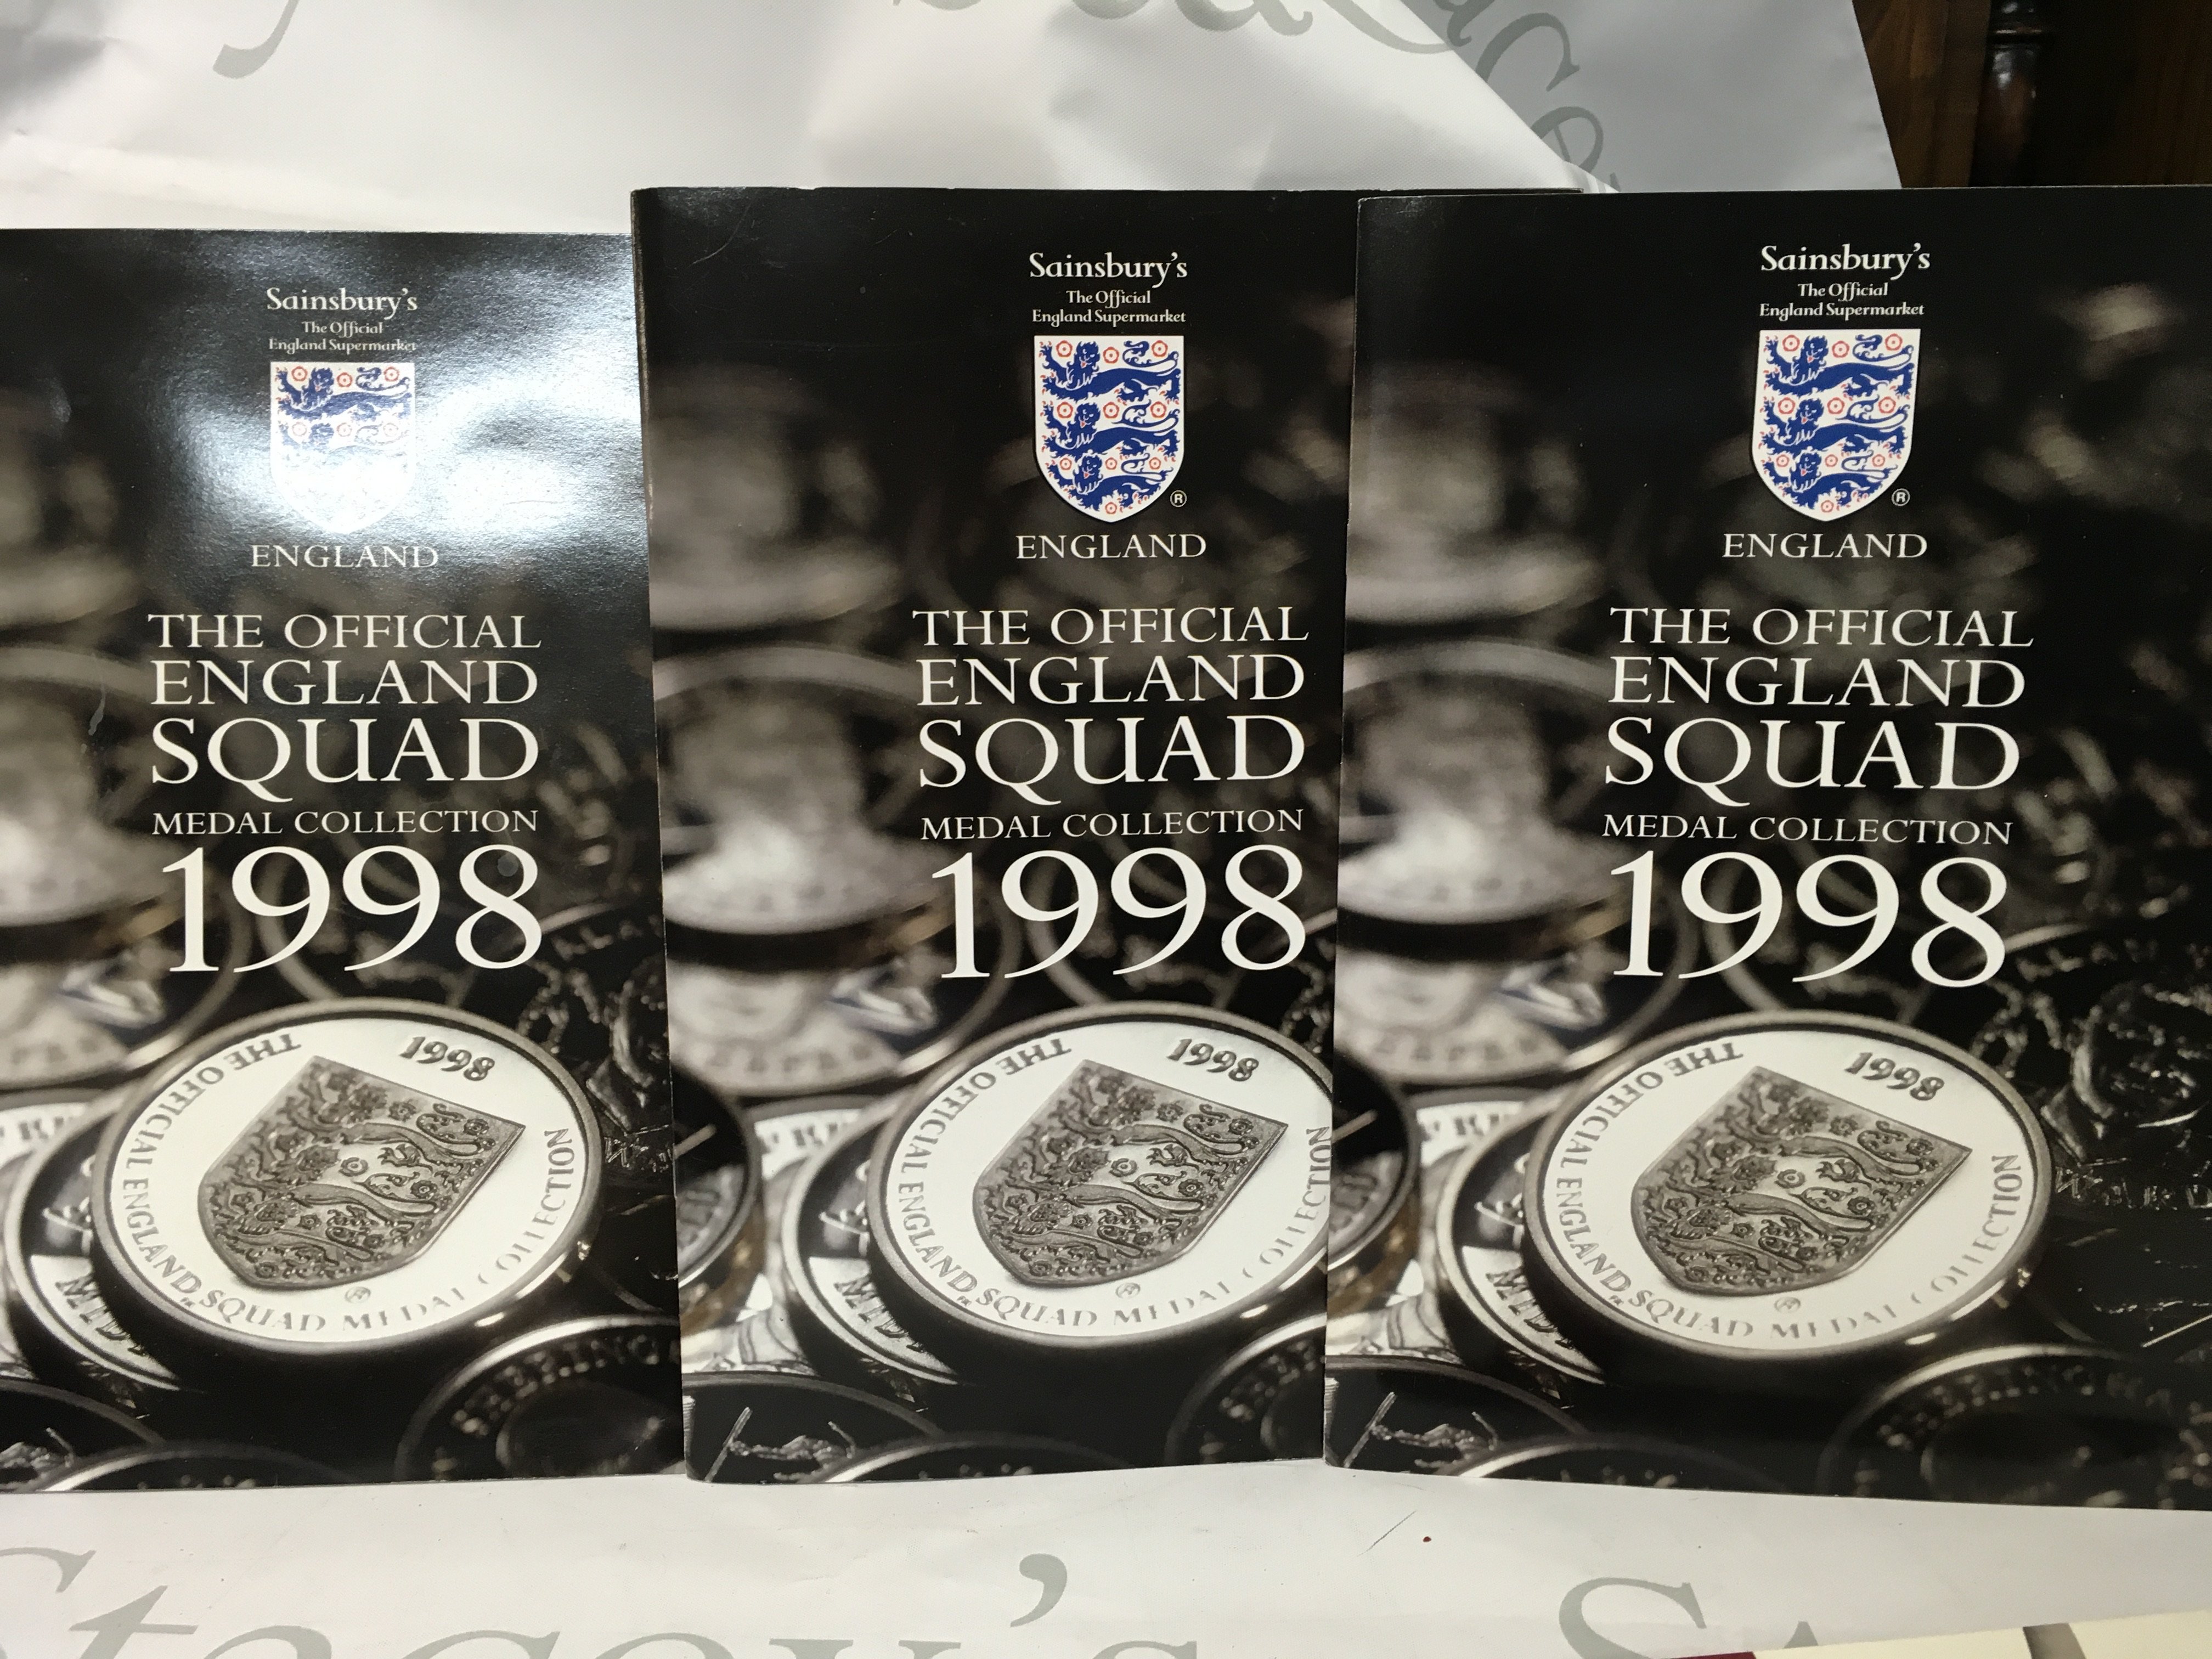 Sainsbury's
The Official
England Supermarket
ENGLAND
THE OFFICIAL
ENGLAND
SQUAD
MEDAL COLLECTION
1998
1998
THE OFFICIAL ENGLAND SQUAD MEDAL COLLECTION
Sainsbury's
The Official
England Supermarket
®
ENGLAND
THE OFFICIAL
ENGLAND
SQUAD
MEDAL COLLECTION
1998
1998
THE OFFICIAL ENGLAND SQUAD MEDAL COLLECTION
Sainsbury's
The Official
England Supermarket
®
ENGLAND
THE OFFICIAL
ENGLAND
SQUAD
MEDAL COLLECTION
1998
1998
THE OFFICIAL ENGLAND SQUAD MEDAL COLLECTION
Stacey's